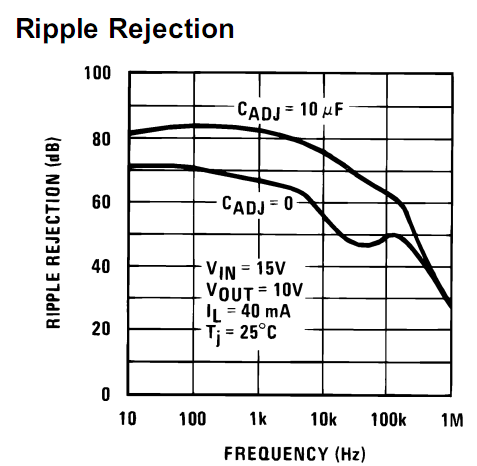 Ripple Rejection
100
80
60
40
20
0
RIPPLE REJECTION (dB)
CADJ = 10 μF
CADJ = 0
VIN = 15V
VOUT = 10V
IL = 40 mA
Tj = 25°C
10 100 1k 10k 100k 1M
FREQUENCY (Hz)